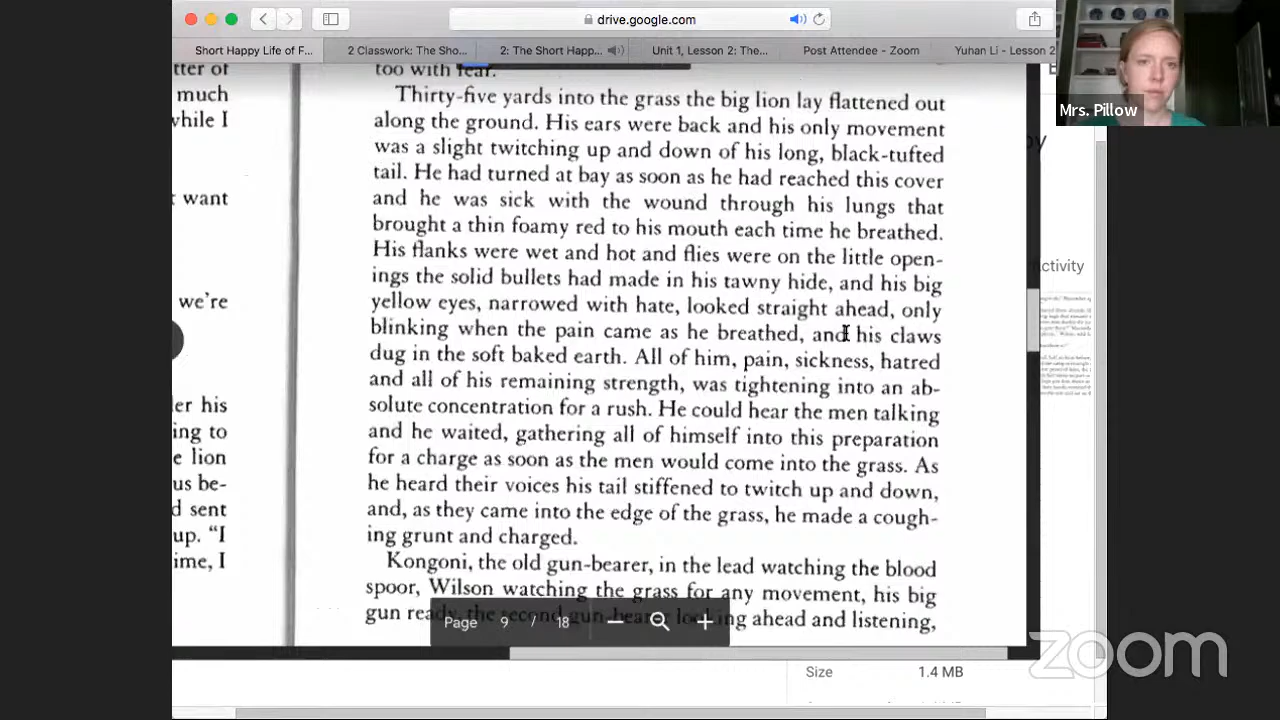 drive.google.com
Short Happy Life of F...
2 Classwork: The Sho...
2: The Short Happ...
Unit 1, Lesson 2: The...
Post Attendee - Zoom
Yuhan Li - Lesson 2
Mrs. Pillow
tter of
much
while I
want
we're
er his
ing to
e lion
us be-
d sent
up. "I
ime, I
too with fear.
Thirty-five yards into the grass the big lion lay flattened out
along the ground. His ears were back and his only movement
was a slight twitching up and down of his long, black-tufted
tail. He had turned at bay as soon as he had reached this cover
and he was sick with the wound through his lungs that
brought a thin foamy red to his mouth each time he breathed.
His flanks were wet and hot and flies were on the little open-
ings the solid bullets had made in his tawny hide, and his big
yellow eyes, narrowed with hate, looked straight ahead, only
blinking when the pain came as he breathed, and his claws
dug in the soft baked earth. All of him, pain, sickness, hatred
and all of his remaining strength, was tightening into an ab-
solute concentration for a rush. He could hear the men talking
and he waited, gathering all of himself into this preparation
for a charge as soon as the men would come into the grass. As
he heard their voices his tail stiffened to twitch up and down,
and, as they came into the edge of the grass, he made a cough-
ing grunt and charged.
Kongoni, the old gun-bearer, in the lead watching the blood
spoor, Wilson watching the grass for any movement, his big
gun ready, the second gun-bearer looking ahead and listening,
Page 9 / 18
ctivity
Size 1.4 MB
zoom